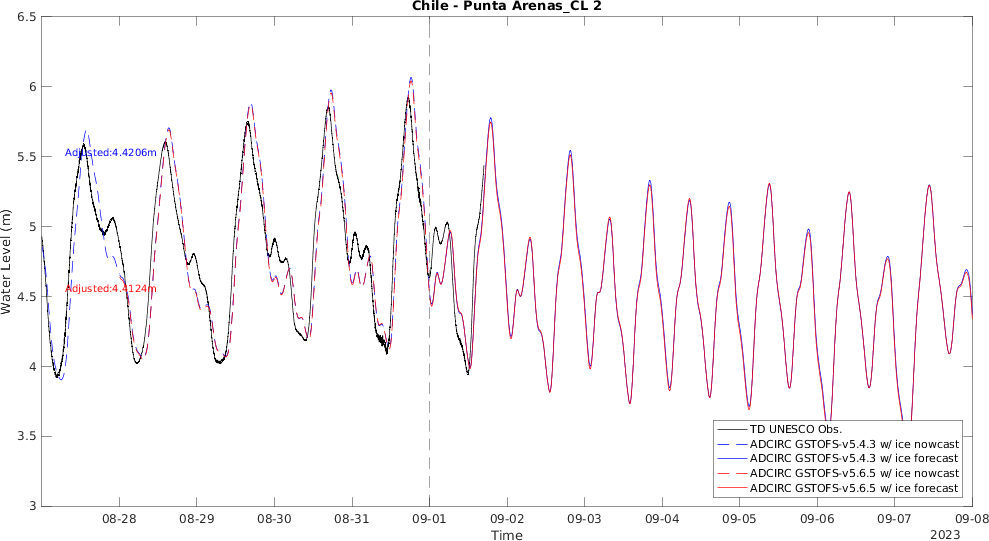 Chile - Punta Arenas_CL 2
6.5
6
5.5
5
4.5
4
3.5
3
Water Level (m)
Adjusted:4.4206m
Adjusted:4.4124m
TD UNESCO Obs.
ADCIRC GSTOFS-v5.4.3 w/ ice nowcast
ADCIRC GSTOFS-v5.4.3 w/ ice forecast
ADCIRC GSTOFS-v5.6.5 w/ ice nowcast
ADCIRC GSTOFS-v5.6.5 w/ ice forecast
08-28 08-29 08-30 08-31 09-01 09-02 09-03 09-04 09-05 09-06 09-07 09-08
Time
2023